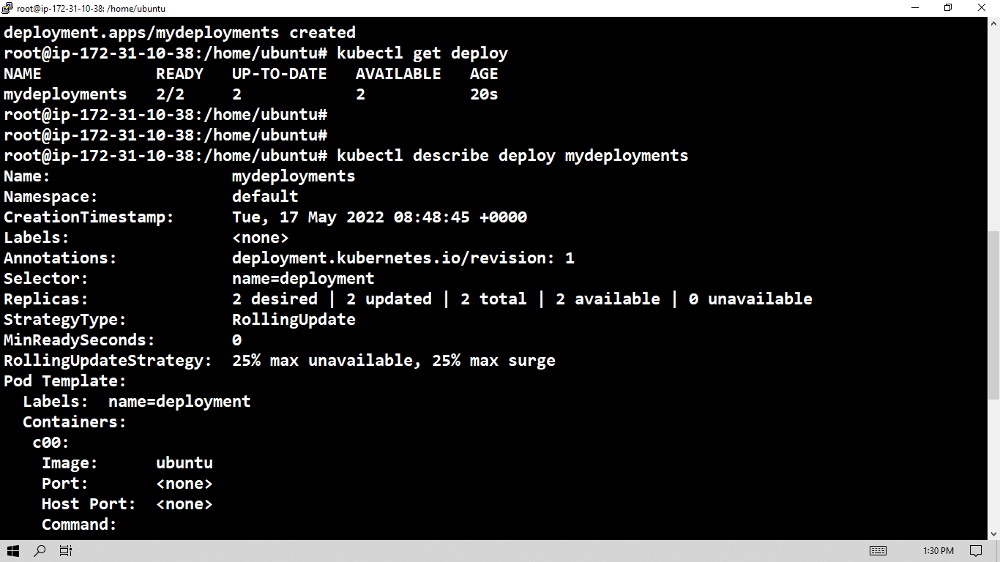 root@ip-172-31-10-38: /home/ubuntu
deployment.apps/mydeployments created
root@ip-172-31-10-38:/home/ubuntu# kubectl get deploy
NAME            READY   UP-TO-DATE   AVAILABLE   AGE
mydeployments   2/2     2            2           20s
root@ip-172-31-10-38:/home/ubuntu#
root@ip-172-31-10-38:/home/ubuntu#
root@ip-172-31-10-38:/home/ubuntu# kubectl describe deploy mydeployments
Name:                   mydeployments
Namespace:              default
CreationTimestamp:      Tue, 17 May 2022 08:48:45 +0000
Labels:                 <none>
Annotations:            deployment.kubernetes.io/revision: 1
Selector:               name=deployment
Replicas:               2 desired | 2 updated | 2 total | 2 available | 0 unavailable
StrategyType:           RollingUpdate
MinReadySeconds:        0
RollingUpdateStrategy:  25% max unavailable, 25% max surge
Pod Template:
  Labels:  name=deployment
  Containers:
   c00:
    Image:      ubuntu
    Port:       <none>
    Host Port:  <none>
    Command:
1:30 PM